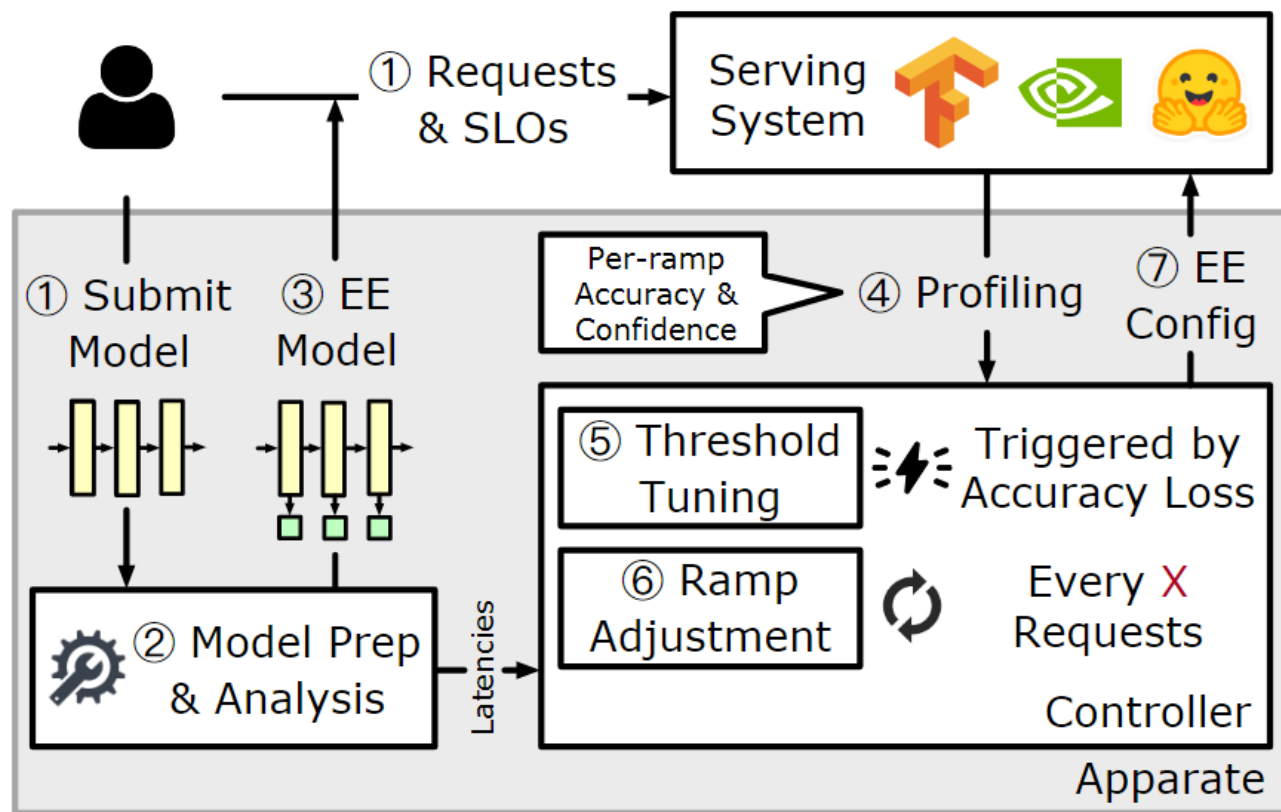 ① Requests
& SLOs
Serving
System
① Submit
Model
③ EE
Model
Per-ramp
Accuracy &
Confidence
④ Profiling
⑦ EE
Config
② Model Prep
& Analysis
Latencies
⑤ Threshold
Tuning
Triggered by
Accuracy Loss
⑥ Ramp
Adjustment
Every X
Requests
Controller
Apparate